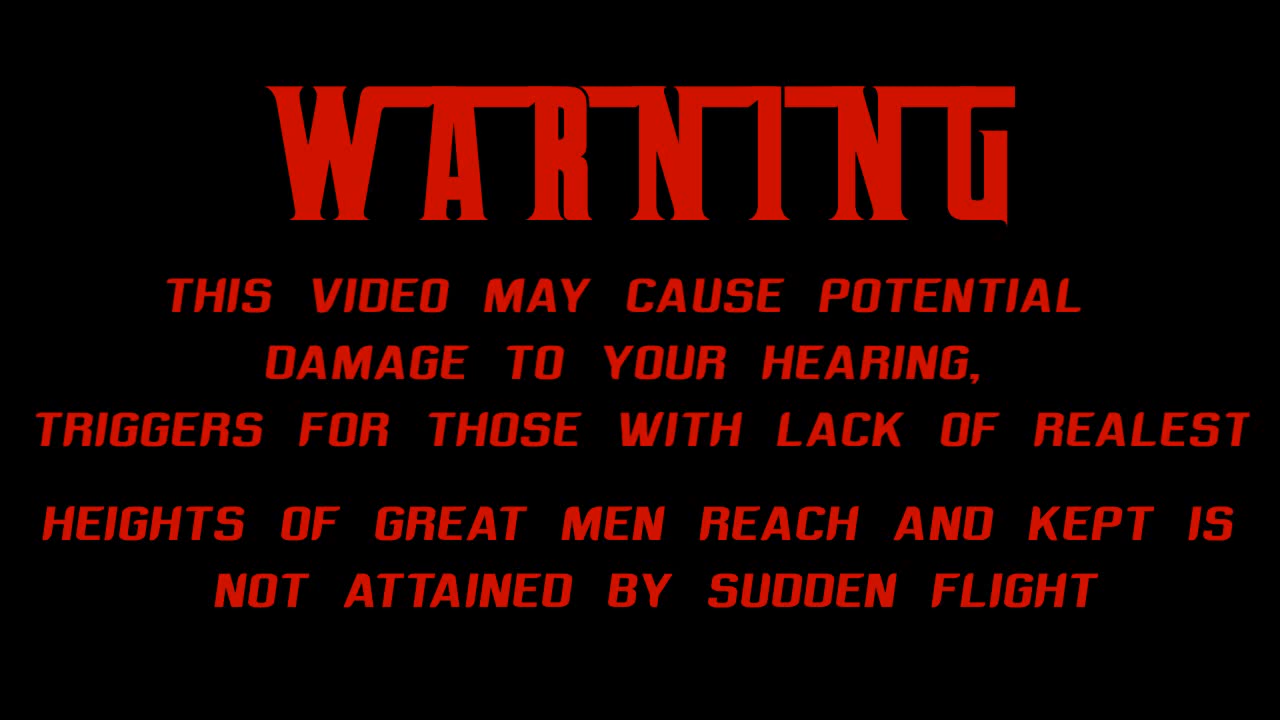 WARNING
THIS VIDEO MAY CAUSE POTENTIAL
DAMAGE TO YOUR HEARING,
TRIGGERS FOR THOSE WITH LACK OF REALEST
HEIGHTS OF GREAT MEN REACH AND KEPT IS
NOT ATTAINED BY SUDDEN FLIGHT